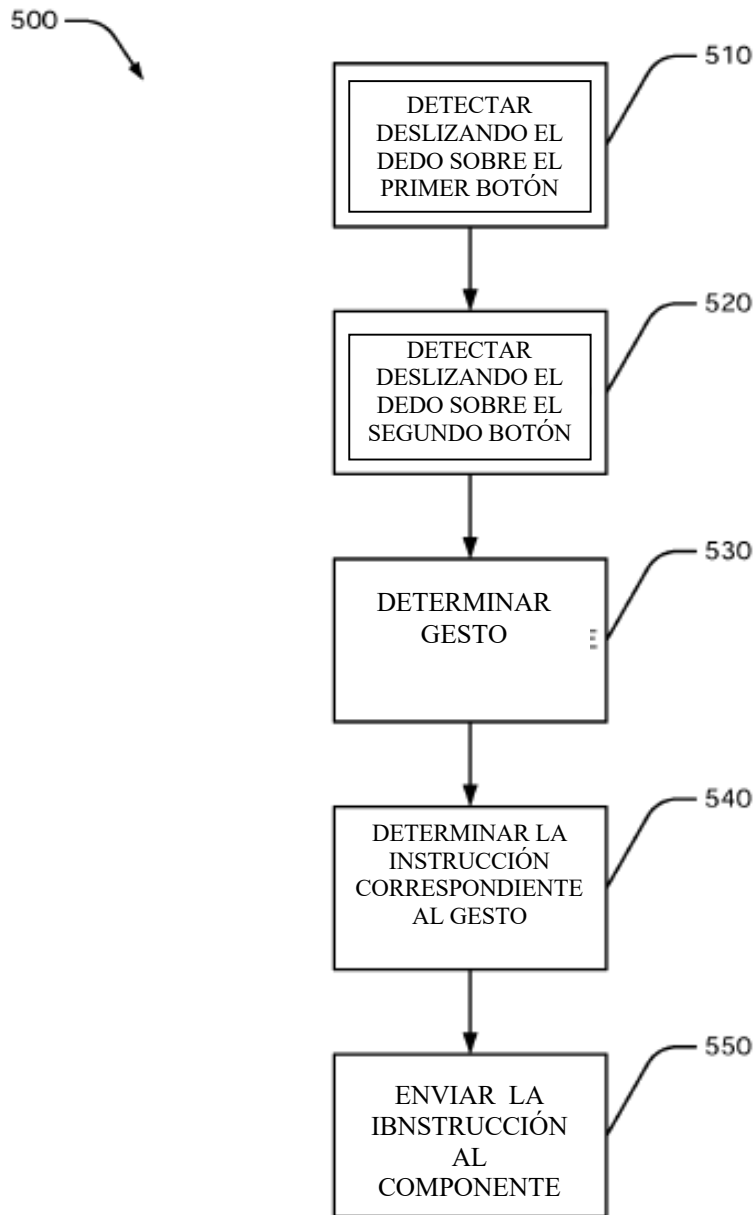 500
510
DETECTAR
DESLIZANDO EL
DEDO SOBRE EL
PRIMER BOTÓN
520
DETECTAR
DESLIZANDO EL
DEDO SOBRE EL
SEGUNDO BOTÓN
530
DETERMINAR
GESTO
540
DETERMINAR LA
INSTRUCCIÓN
CORRESPONDIENTE
AL GESTO
550
ENVIAR LA
IBNSTRUCCIÓN
AL
COMPONENTE